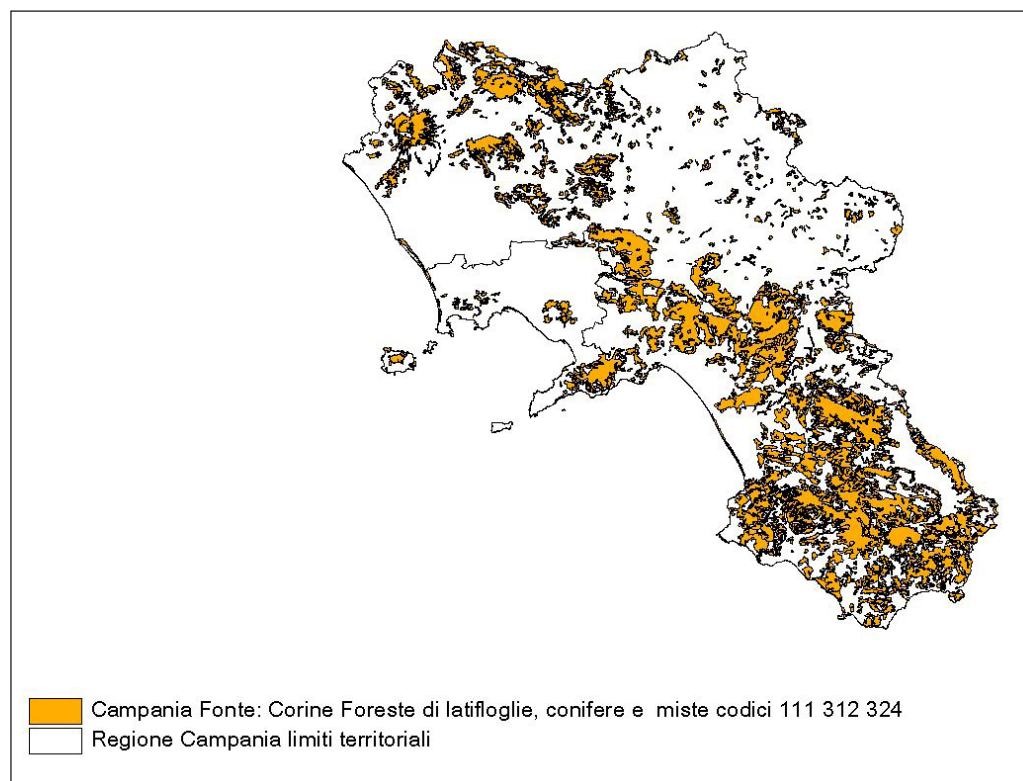 Campania Fonte: Corine Foreste di latifloglie, conifere e miste codici 111 312 324
Regione Campania limiti territoriali